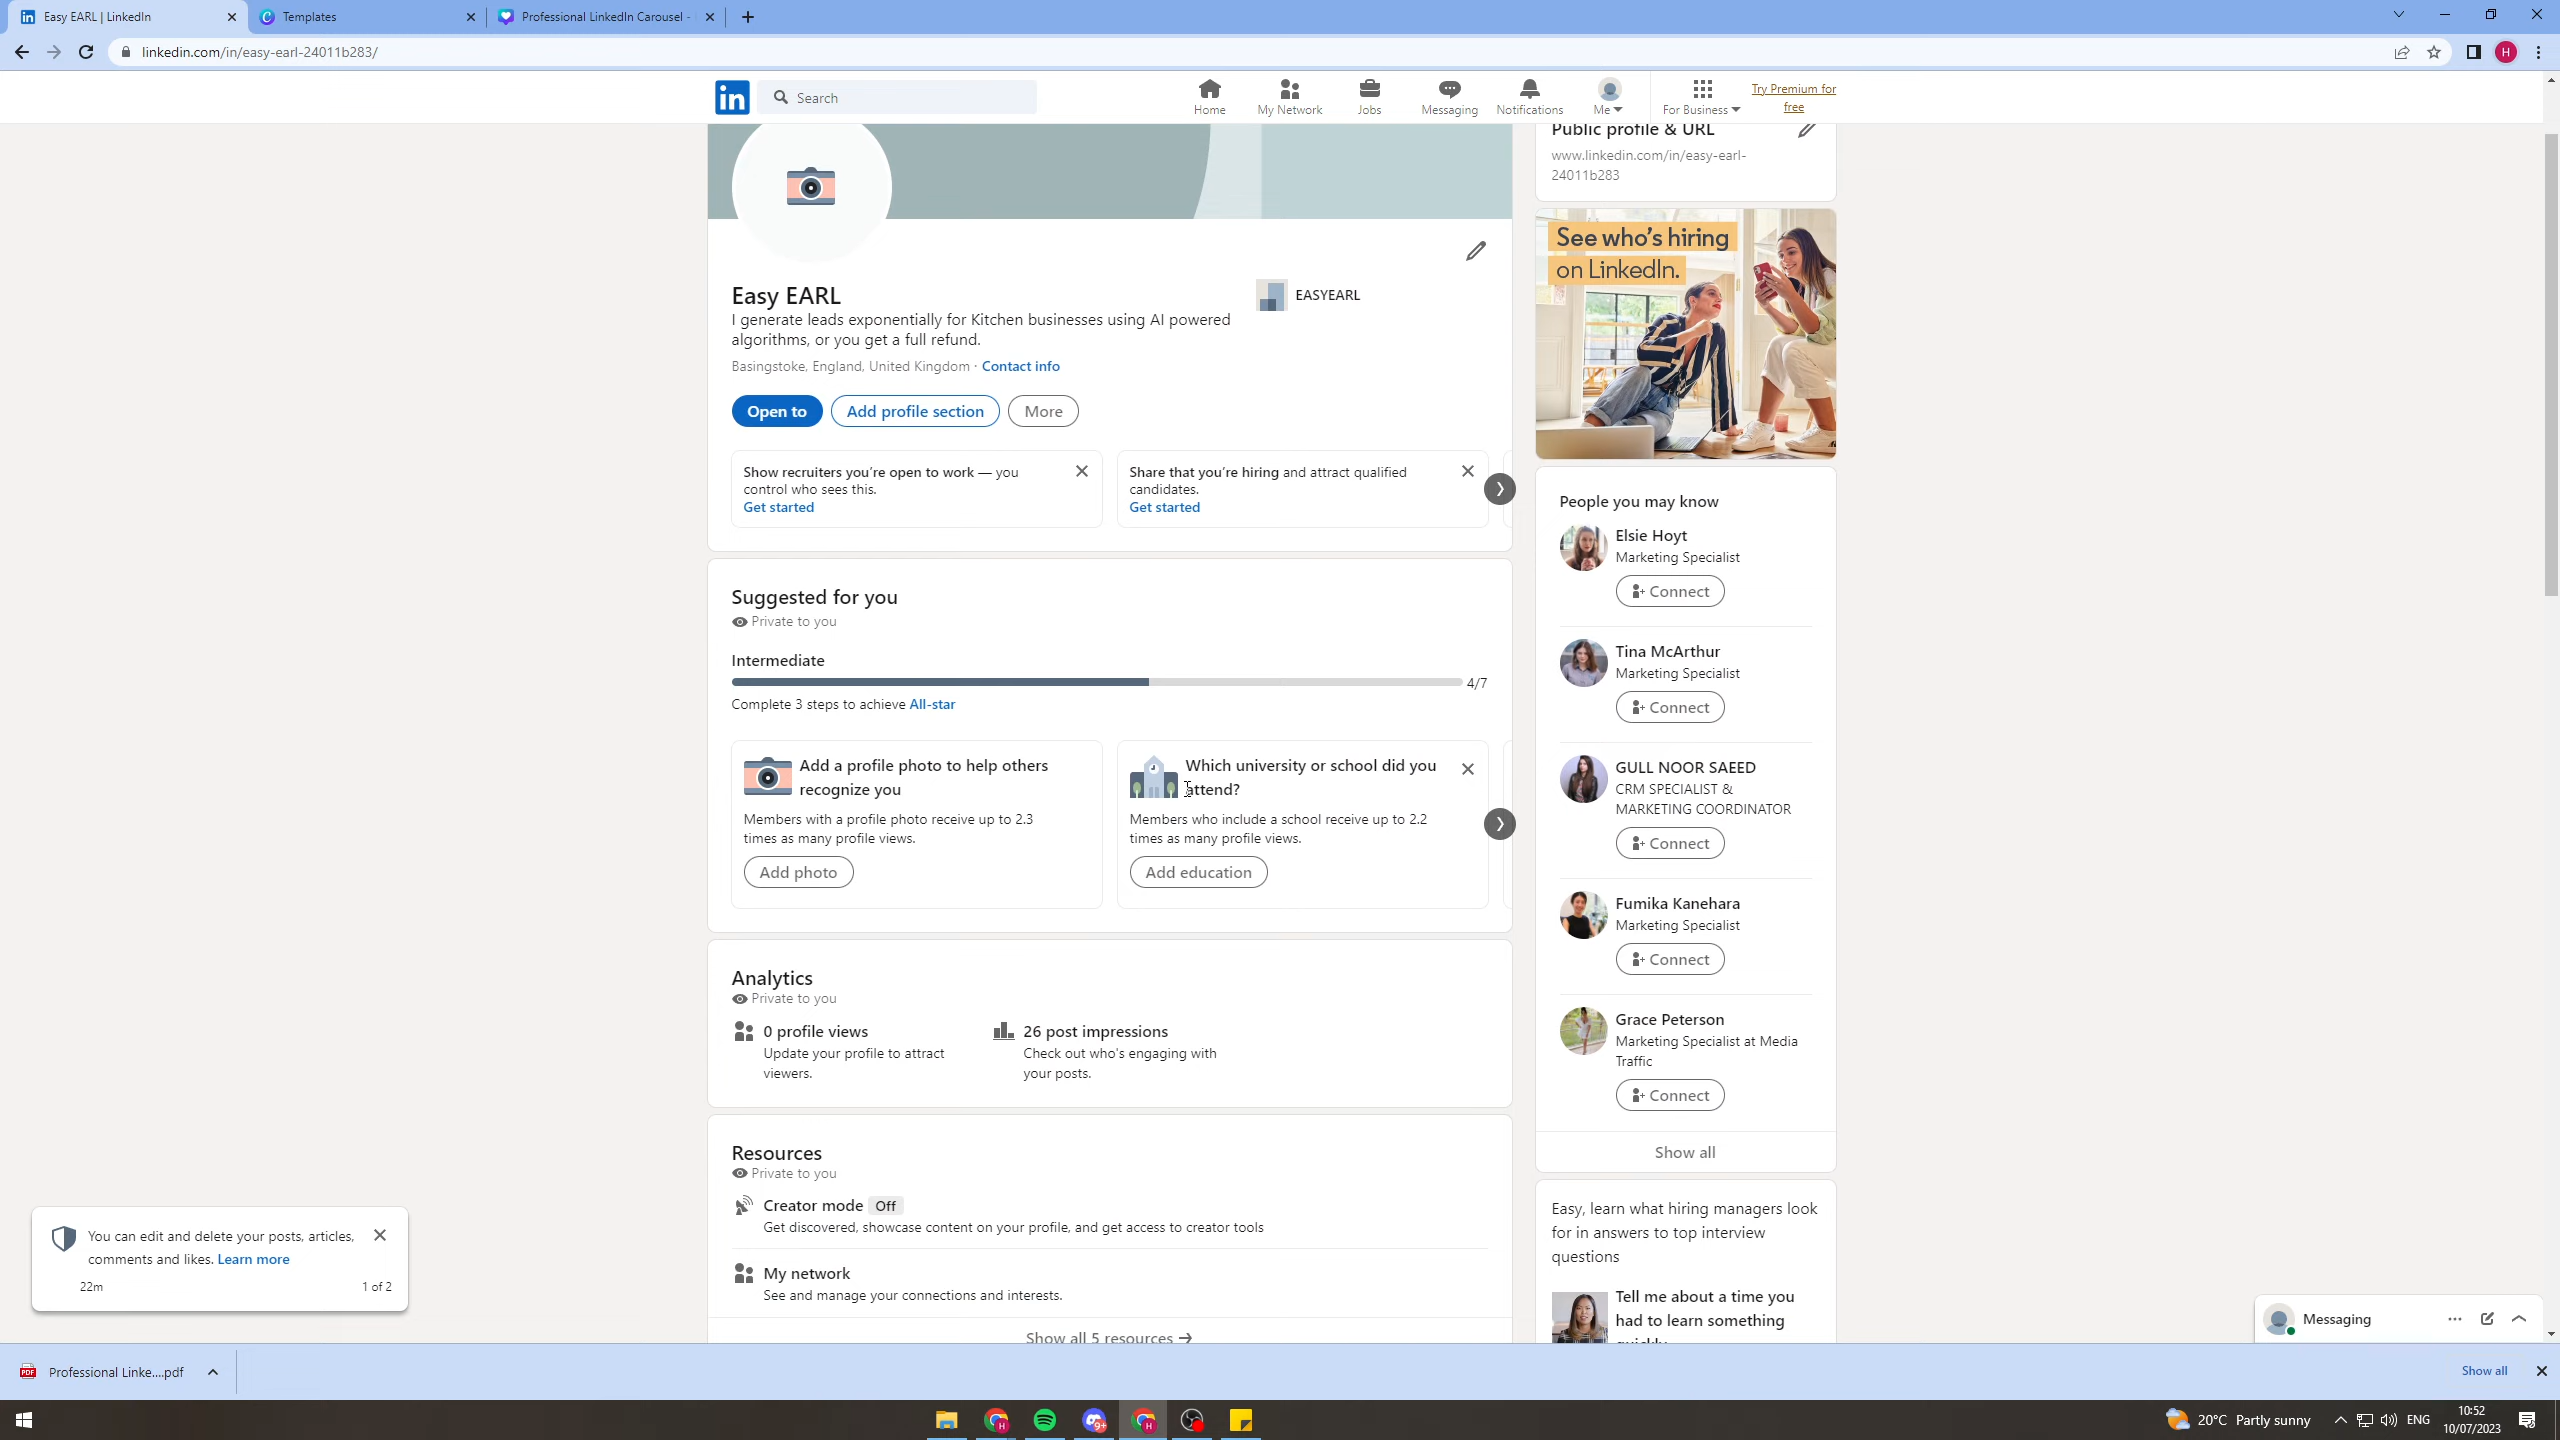 Easy EARL | LinkedIn
Templates
Professional LinkedIn Carousel -
linkedin.com/in/easy-earl-24011b283/
H
in
Search
Home
My Network
Jobs
Messaging
Notifications
Me
For Business
Try Premium for
free
Easy EARL
EASYEARL
I generate leads exponentially for Kitchen businesses using AI powered
algorithms, or you get a full refund.
Basingstoke, England, United Kingdom · Contact info
Open to
Add profile section
More
Show recruiters you're open to work — you
control who sees this.
Get started
Share that you're hiring and attract qualified
candidates.
Get started
Suggested for you
Private to you
Intermediate
4/7
Complete 3 steps to achieve All-star
Add a profile photo to help others
recognize you
Members with a profile photo receive up to 2.3
times as many profile views.
Add photo
Which university or school did you
attend?
Members who include a school receive up to 2.2
times as many profile views.
Add education
Analytics
Private to you
0 profile views
Update your profile to attract
viewers.
26 post impressions
Check out who's engaging with
your posts.
Resources
Private to you
Creator mode Off
Get discovered, showcase content on your profile, and get access to creator tools
My network
See and manage your connections and interests.
Show all 5 resources →
Public profile & URL
www.linkedin.com/in/easy-earl-
24011b283
See who's hiring
on LinkedIn.
People you may know
Elsie Hoyt
Marketing Specialist
Connect
Tina McArthur
Marketing Specialist
Connect
GULL NOOR SAEED
CRM SPECIALIST &
MARKETING COORDINATOR
Connect
Fumika Kanehara
Marketing Specialist
Connect
Grace Peterson
Marketing Specialist at Media
Traffic
Connect
Show all
Easy, learn what hiring managers look
for in answers to top interview
questions
Tell me about a time you
had to learn something
quickly
You can edit and delete your posts, articles,
comments and likes. Learn more
22m
1 of 2
Messaging
Professional Linke....pdf
Show all
20°C Partly sunny
ENG
10:52
10/07/2023